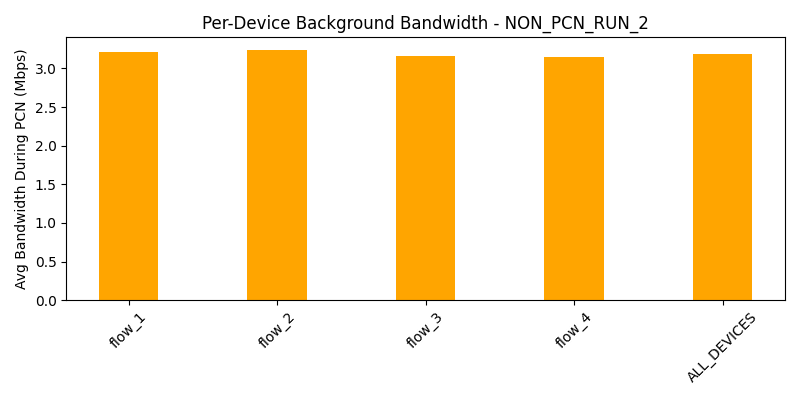 Per-Device Background Bandwidth - NON_PCN_RUN_2
Avg Bandwidth During PCN (Mbps)
3.0
2.5
2.0
1.5
1.0
0.5
0.0
flow_1
flow_2
flow_3
flow_4
ALL_DEVICES